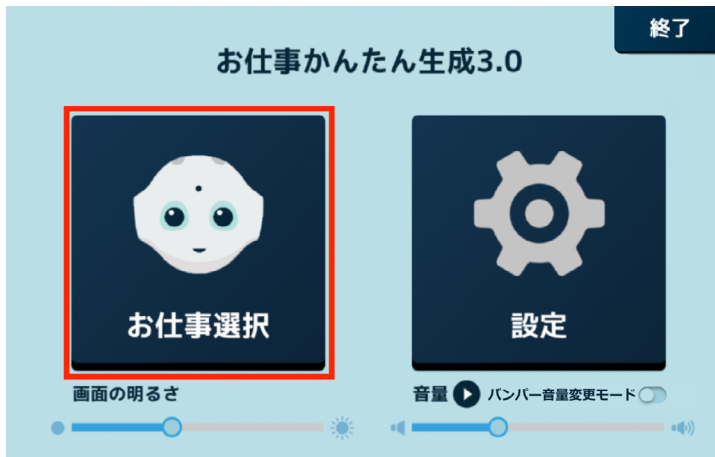 終了
お仕事かんたん生成3.0
お仕事選択
設定
画面の明るさ
音量 バンパー音量変更モード